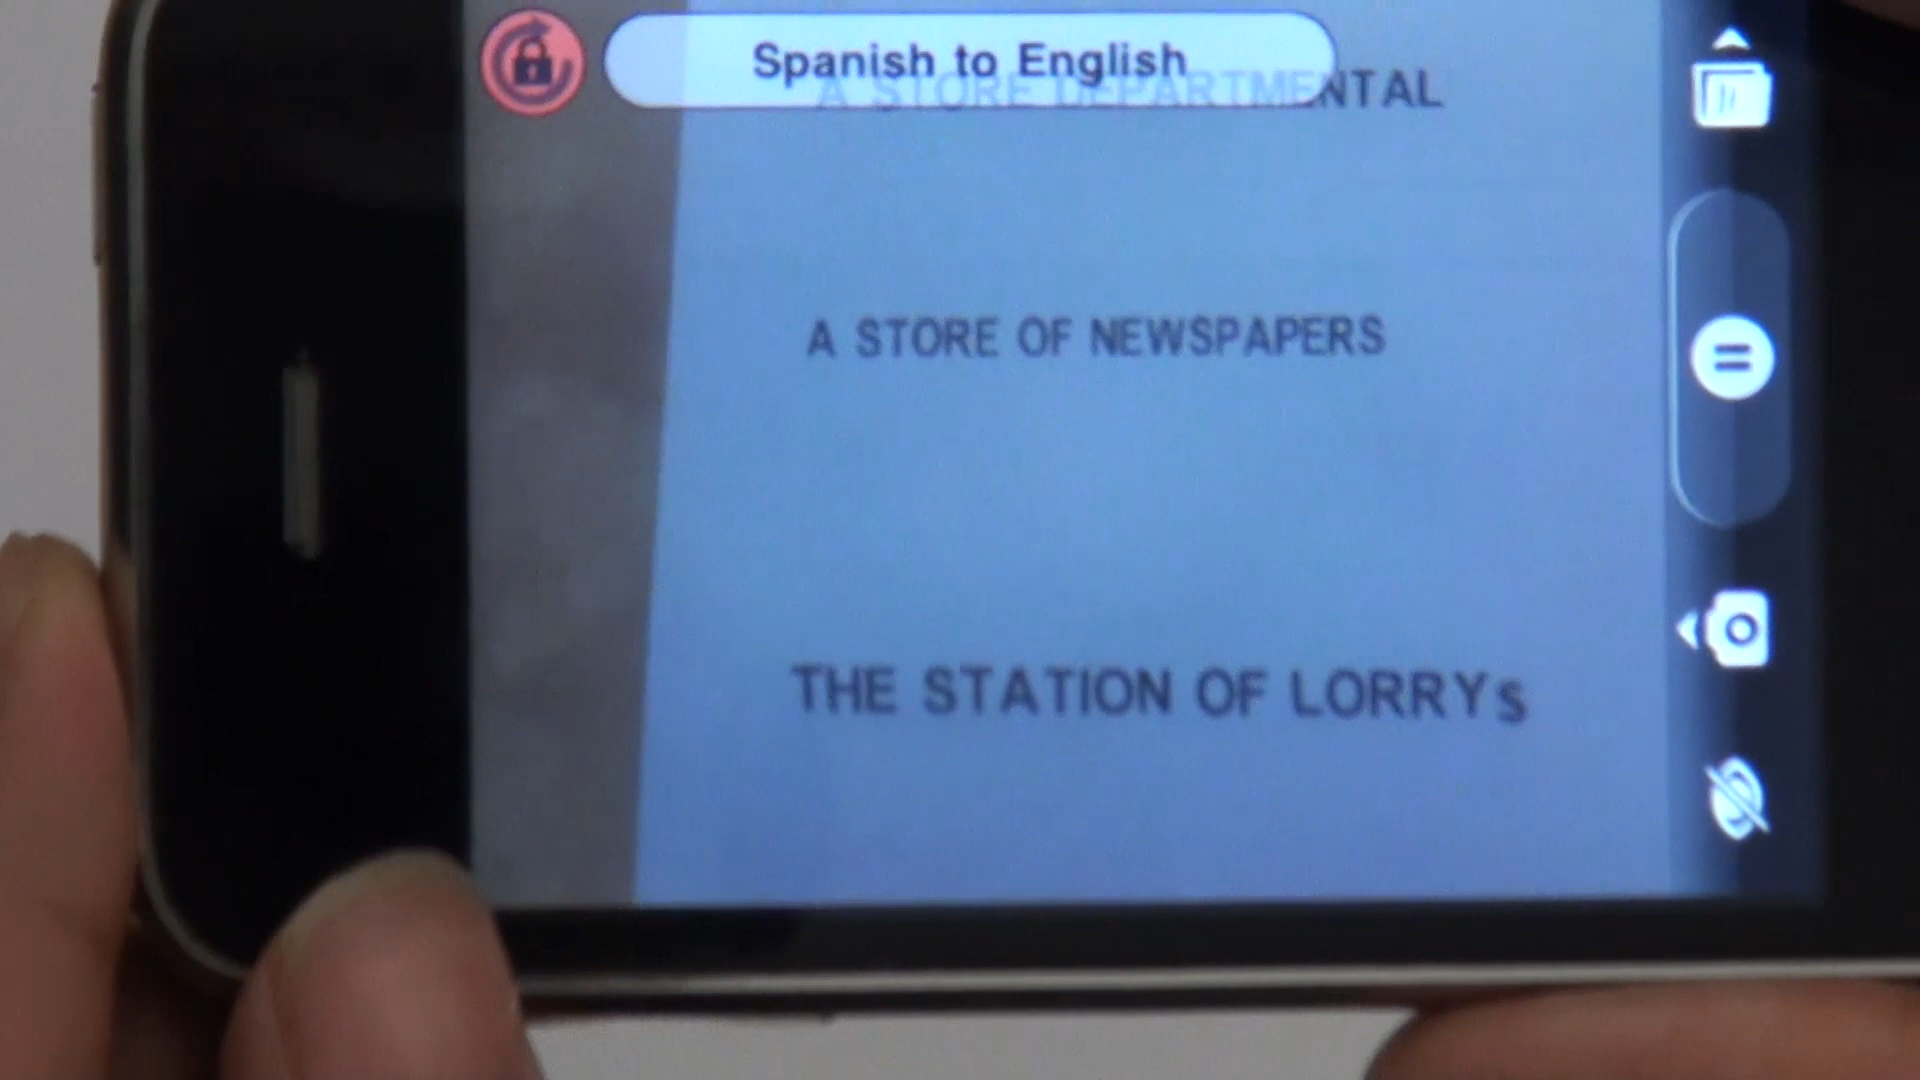 Spanish to English
A STORE DEPARTMENTAL
A STORE OF NEWSPAPERS
THE STATION OF LORRYs